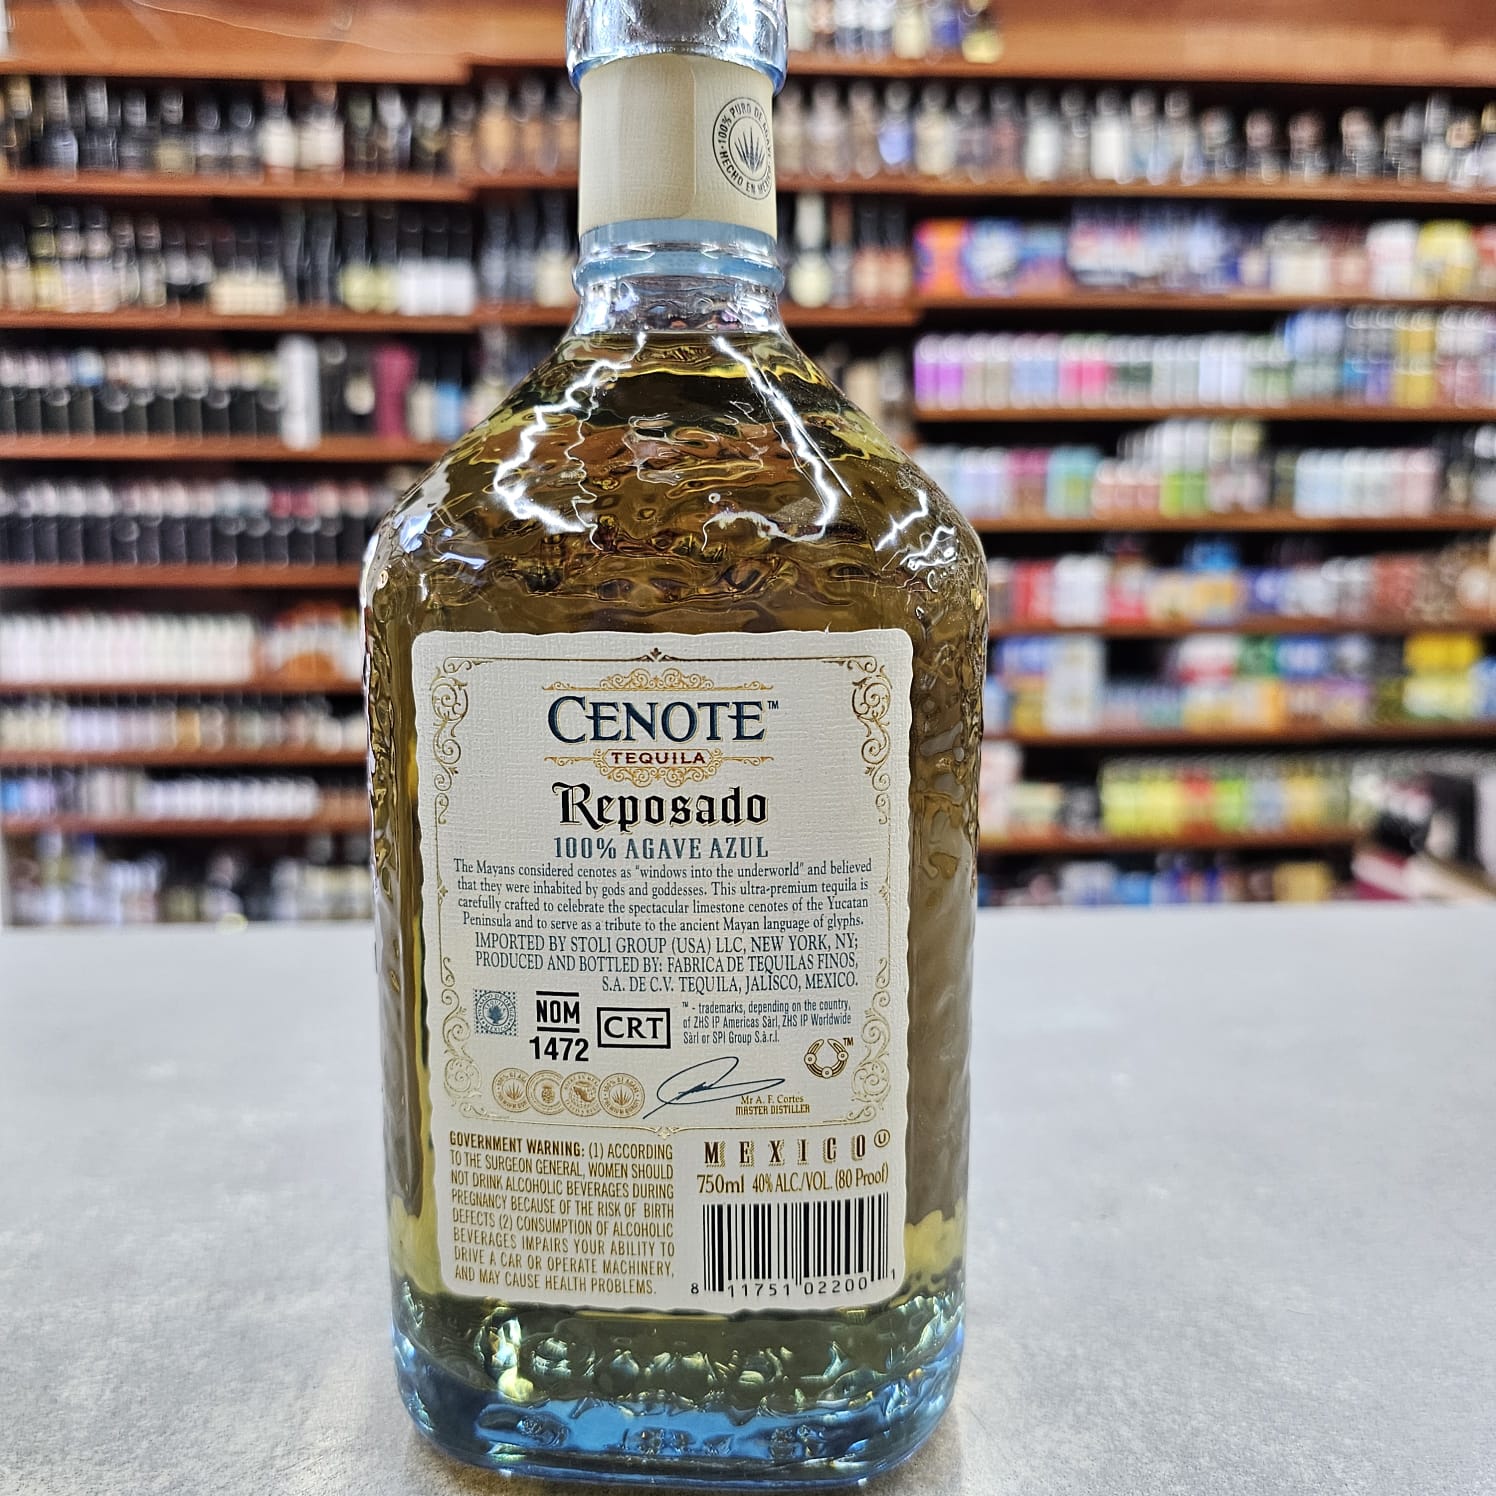 100% PURO DE
HECHO EN
CENOTE™
TEQUILA
Reposado
100% AGAVE AZUL
The Mayans considered cenotes as "windows into the underworld" and believed
that they were inhabited by gods and goddesses. This ultra-premium tequila is
carefully crafted to celebrate the spectacular limestone cenotes of the Yucatan
Peninsula and to serve as a tribute to the ancient Mayan language of glyphs.
IMPORTED BY STOLI GROUP (USA) LLC, NEW YORK, NY;
PRODUCED AND BOTTLED BY: FABRICA DE TEQUILAS FINOS,
S.A. DE C.V. TEQUILA, JALISCO, MEXICO.
NOM
1472
CRT
™ - trademarks, depending on the country,
of ZHS IP Americas Sàrl, ZHS IP Worldwide
Sàrl or SPI Group S.à.r.l.
™
Mr A. F. Cortes
MASTER DISTILLER
GOVERNMENT WARNING: (1) ACCORDING
TO THE SURGEON GENERAL, WOMEN SHOULD
NOT DRINK ALCOHOLIC BEVERAGES DURING
PREGNANCY BECAUSE OF THE RISK OF BIRTH
DEFECTS (2) CONSUMPTION OF ALCOHOLIC
BEVERAGES IMPAIRS YOUR ABILITY TO
DRIVE A CAR OR OPERATE MACHINERY,
AND MAY CAUSE HEALTH PROBLEMS.
MEXICO U
750ml 40% ALC./VOL. (80 Proof)
8 11751 02200 1